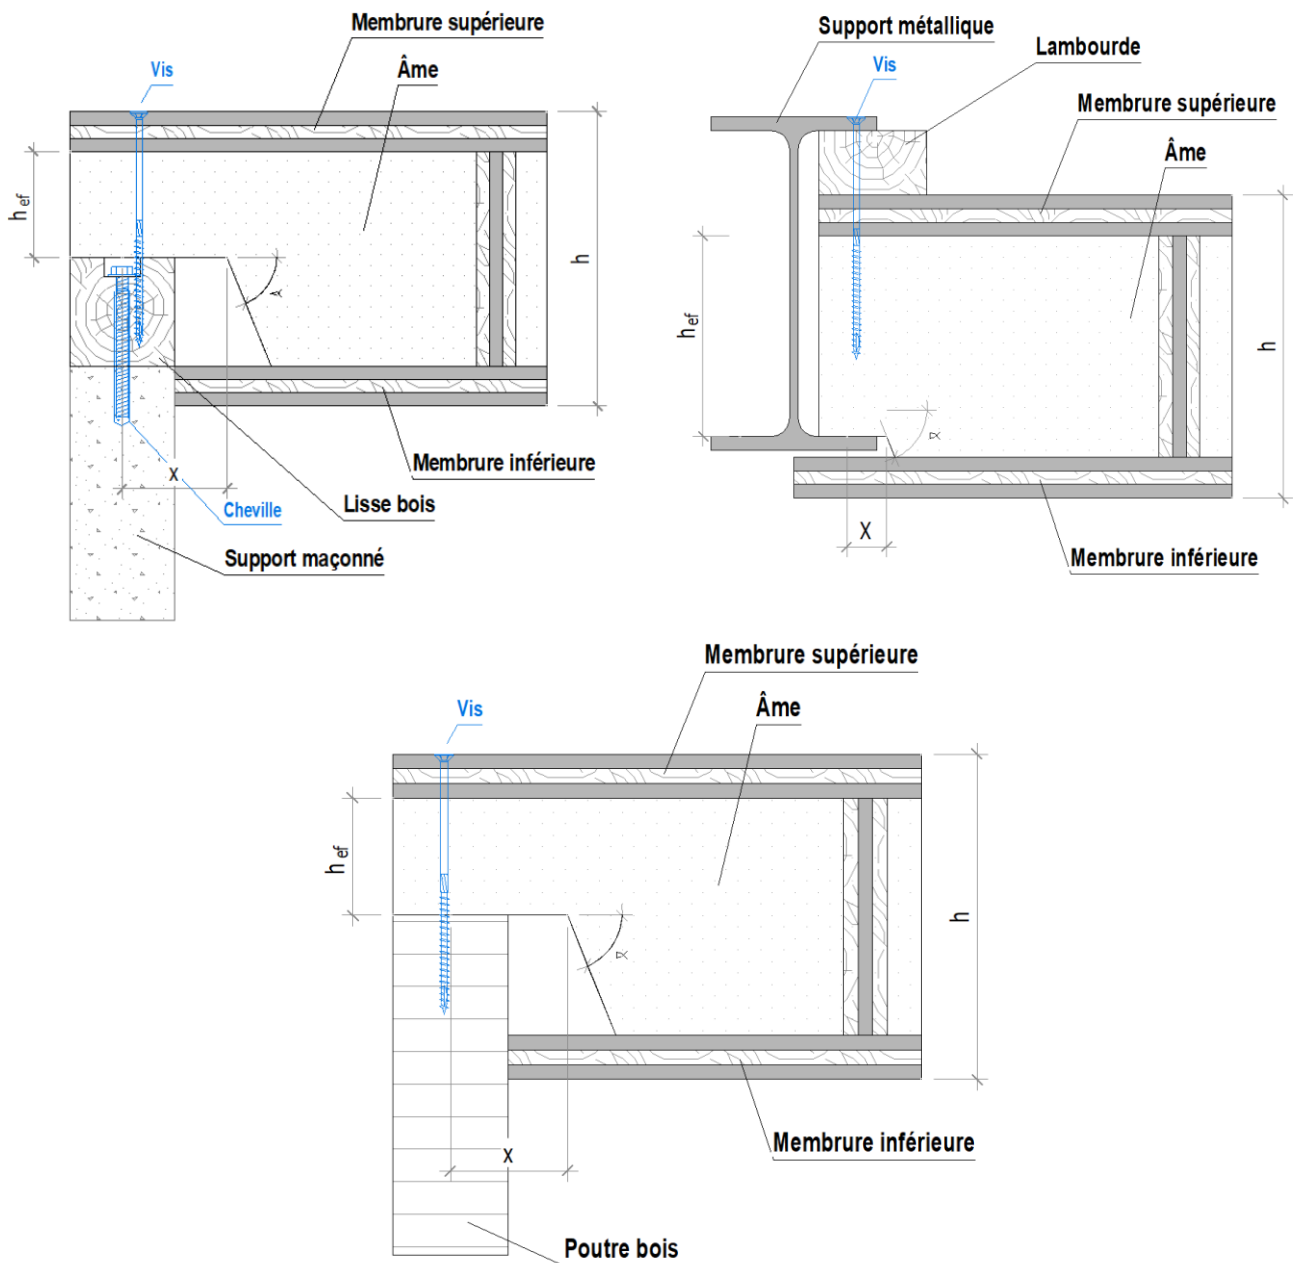 Membrure supérieure
Vis
Âme
h ef
h
α
X
Membrure inférieure
Cheville
Lisse bois
Support maçonné
Support métallique
Lambourde
Vis
Membrure supérieure
Âme
h ef
h
α
X
Membrure inférieure
Membrure supérieure
Vis
Âme
h ef
h
α
X
Membrure inférieure
Poutre bois